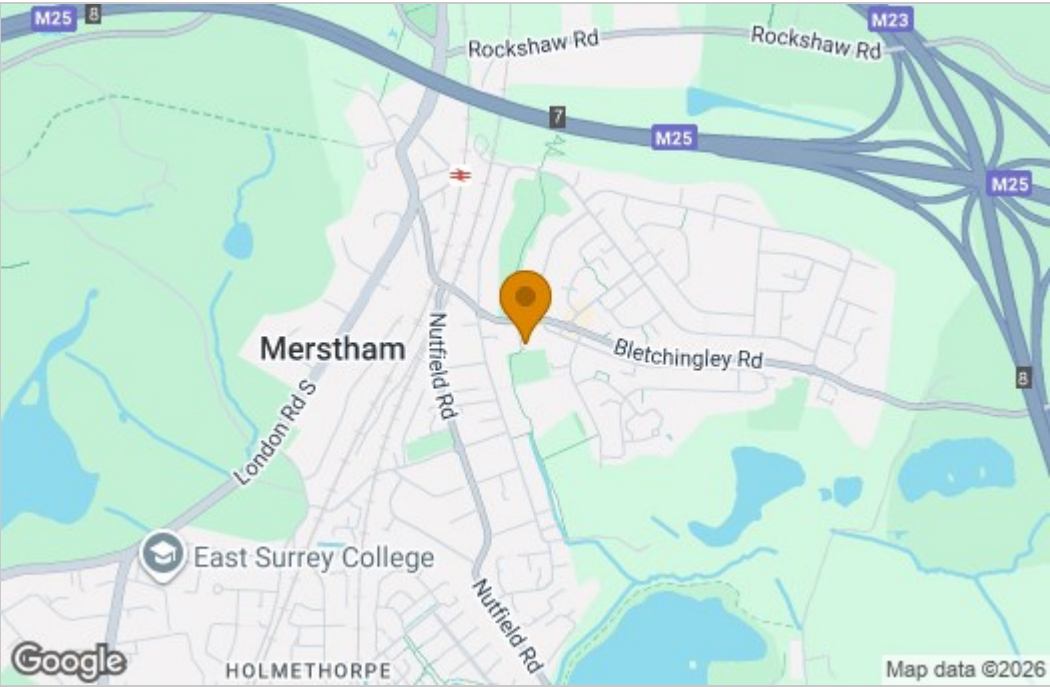 M25
8
M23
Rockshaw Rd
Rockshaw Rd
7
M25
M25
Merstham
Nutfield Rd
Bletchingley Rd
8
London Rd S
East Surrey College
Nutfield Rd
HOLMETHORPE
Google
Map data ©2026